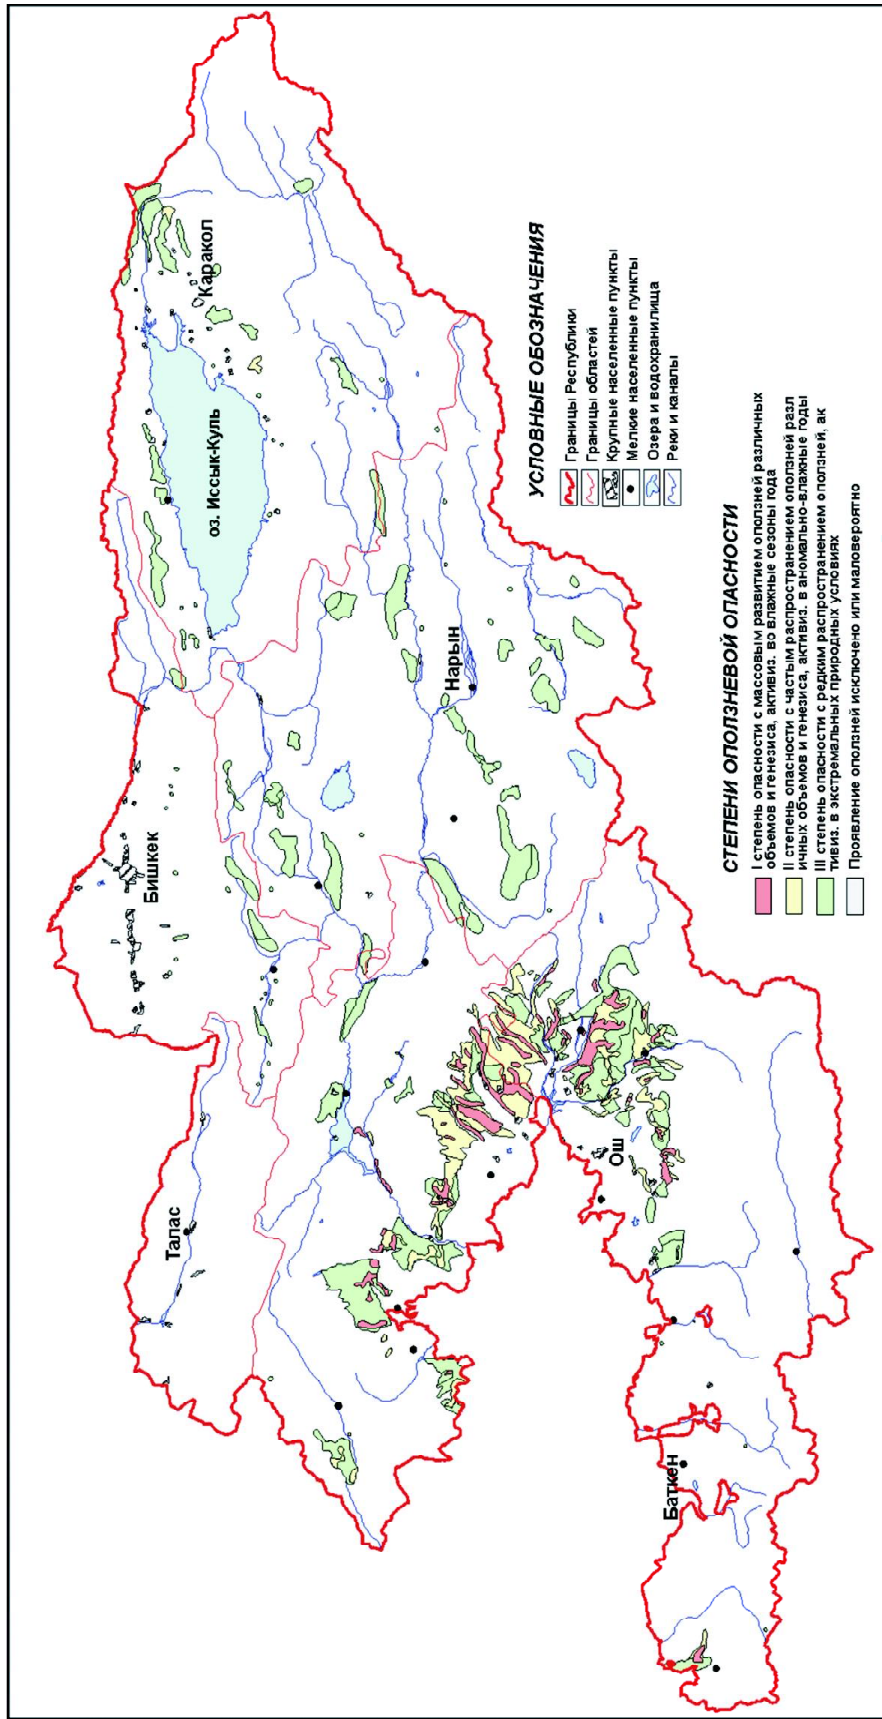 Каракол
оз. Иссык-Куль
Бишкек
Нарын
Талас
Ош
Баткен
УСЛОВНЫЕ ОБОЗНАЧЕНИЯ
Границы Республики
Границы областей
Крупные населенные пункты
Мелкие населенные пункты
Озера и водохранилища
Реки и каналы
СТЕПЕНИ ОПОЛЗНЕВОЙ ОПАСНОСТИ
I степень опасности с массовым развитием оползней различных
объемов и генезиса, активиз. во влажные сезоны года
II степень опасности с частым распространением оползней разл
ичных объемов и генезиса, активиз. в аномально-влажные годы
III степень опасности с редким распространением оползней, ак
тивиз. в экстремальных природных условиях
Проявление оползней исключено или маловероятно